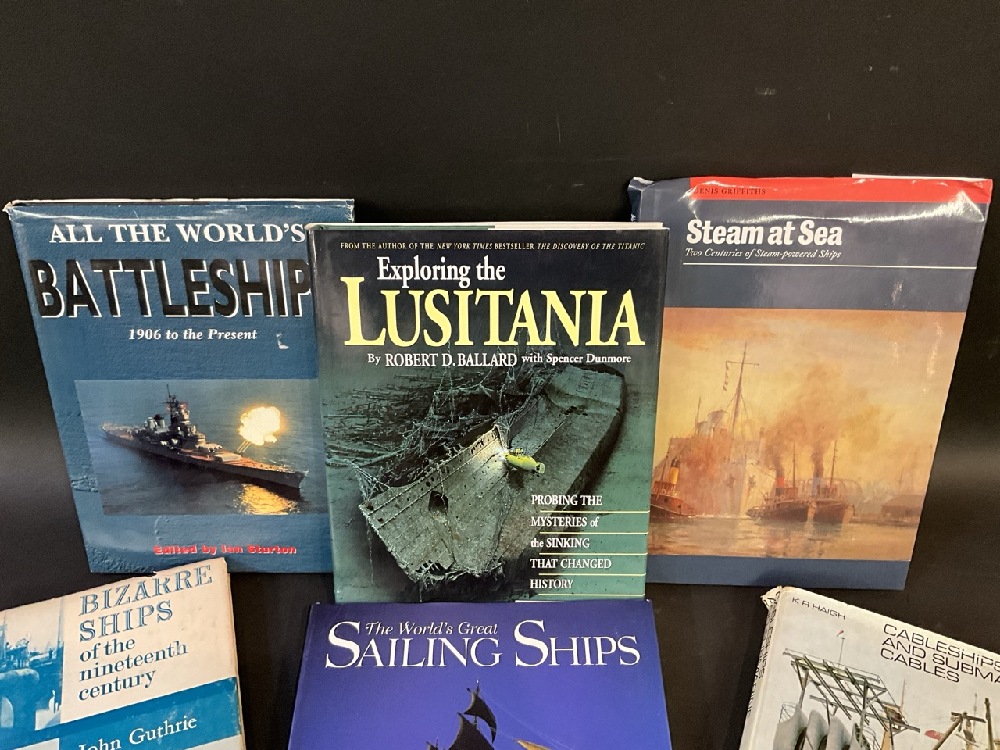 ALL THE WORLD'S
BATTLESHIP
1906 to the Present
Edited by Ian Sturton
FROM THE AUTHOR OF THE NEW YORK TIMES BESTSELLER THE DISCOVERY OF THE TITANIC
Exploring the
LUSITANIA
By ROBERT D. BALLARD with Spencer Dunmore
PROBING THE
MYSTERIES of
the SINKING
THAT CHANGED
HISTORY
DENIS GRIFFITHS
Steam at Sea
Two Centuries of Steam-powered Ships
BIZARRE
SHIPS
of the
nineteenth
century
John Guthrie
The World's Great
SAILING SHIPS
K R HAIGH
CABLESHIPS
AND SUBMA
CABLES